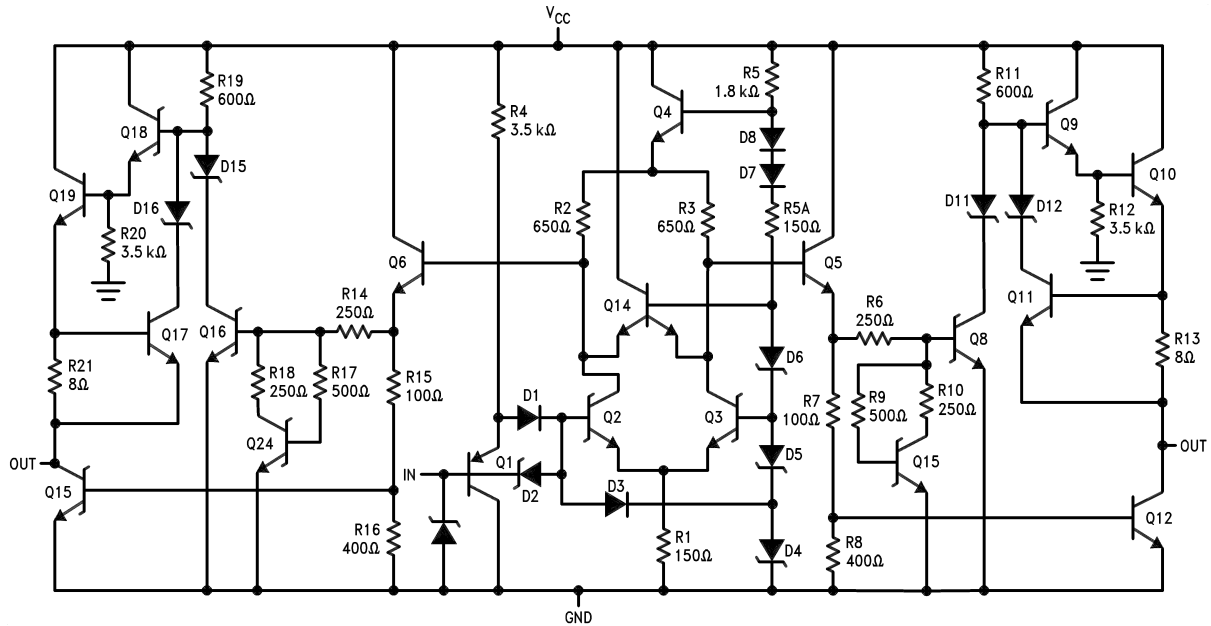 VCC
R19
600Ω
Q18
D15
Q19
D16
R20
3.5 kΩ
Q6
R14
250Ω
Q17
Q16
R21
8Ω
R18
250Ω
R17
500Ω
R15
100Ω
Q24
OUT
Q15
R16
400Ω
R4
3.5 kΩ
Q4
R5
1.8 kΩ
D8
D7
R2
650Ω
R3
650Ω
R5A
150Ω
Q5
Q14
D6
D1
Q2
Q3
IN
Q1
D2
D3
D5
R1
150Ω
D4
GND
R11
600Ω
Q9
Q10
D11
D12
R12
3.5 kΩ
R6
250Ω
Q8
Q11
R13
8Ω
R7
100Ω
R9
500Ω
R10
250Ω
Q15
OUT
Q12
R8
400Ω